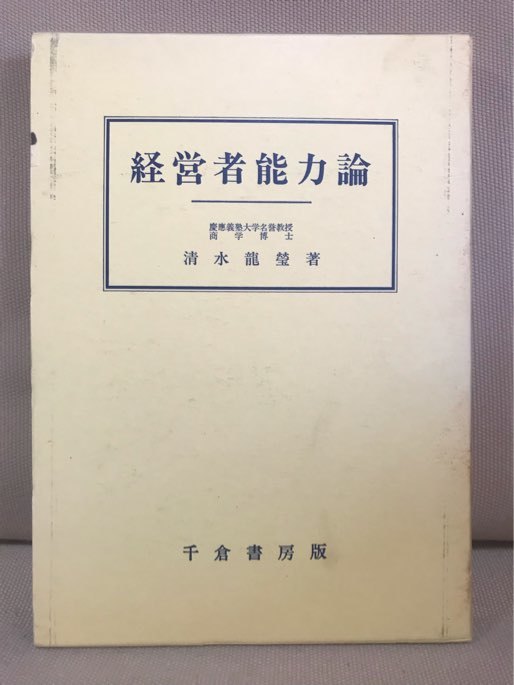 経営者能力論
慶應義塾大学名誉教授
商学博士
清水龍瑩著
千倉書房版